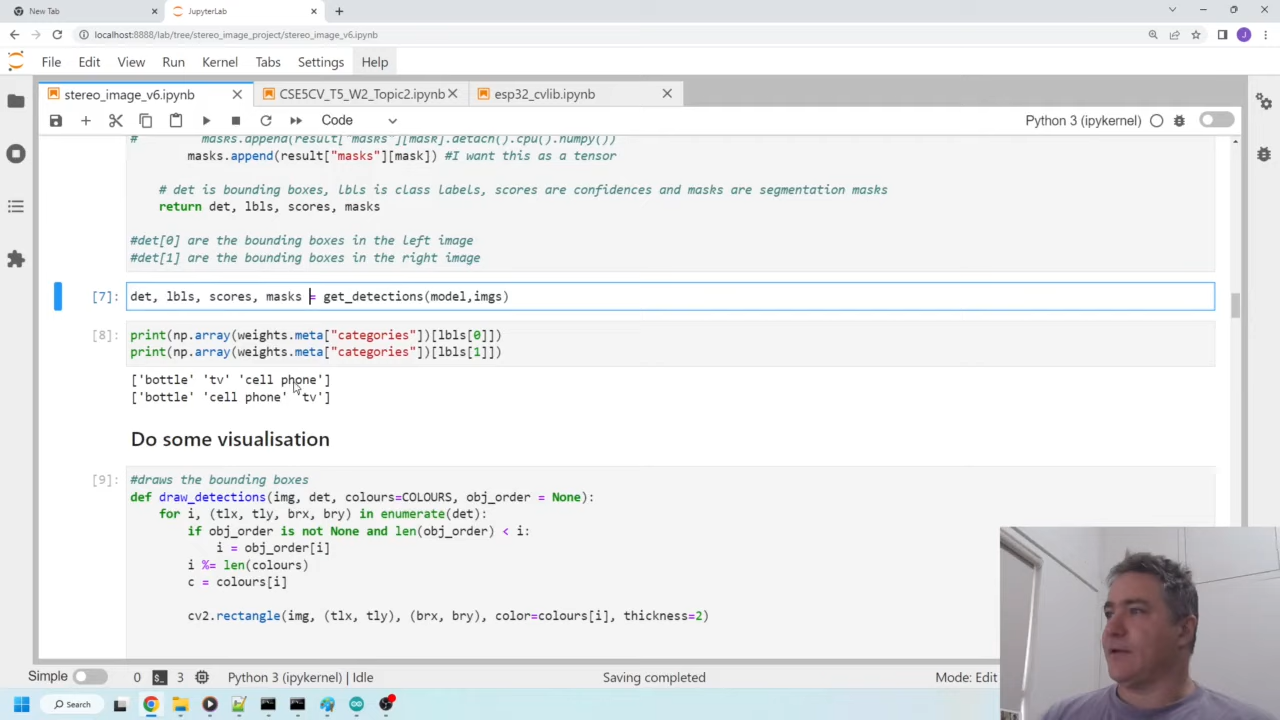 New Tab
JupyterLab
localhost:8888/lab/tree/stereo_image_project/stereo_image_v6.ipynb
J
File Edit View Run Kernel Tabs Settings Help
stereo_image_v6.ipynb
CSE5CV_T5_W2_Topic2.ipynb
esp32_cvlib.ipynb
Code
Python 3 (ipykernel)
# masks.append(result["masks"][mask].detach().cpu().numpy())
masks.append(result["masks"][mask]) #I want this as a tensor
# det is bounding boxes, lbls is class labels, scores are confidences and masks are segmentation masks
return det, lbls, scores, masks
#det[0] are the bounding boxes in the left image
#det[1] are the bounding boxes in the right image
[7]: det, lbls, scores, masks = get_detections(model,imgs)
[8]: print(np.array(weights.meta["categories"])[lbls[0]])
print(np.array(weights.meta["categories"])[lbls[1]])
['bottle' 'tv' 'cell phone']
['bottle' 'cell phone' 'tv']
Do some visualisation
[9]: #draws the bounding boxes
def draw_detections(img, det, colours=COLOURS, obj_order = None):
for i, (tlx, tly, brx, bry) in enumerate(det):
if obj_order is not None and len(obj_order) < i:
i = obj_order[i]
i %= len(colours)
c = colours[i]
cv2.rectangle(img, (tlx, tly), (brx, bry), color=colours[i], thickness=2)
Simple 0 3 Python 3 (ipykernel) | Idle Saving completed Mode: Edit
Search